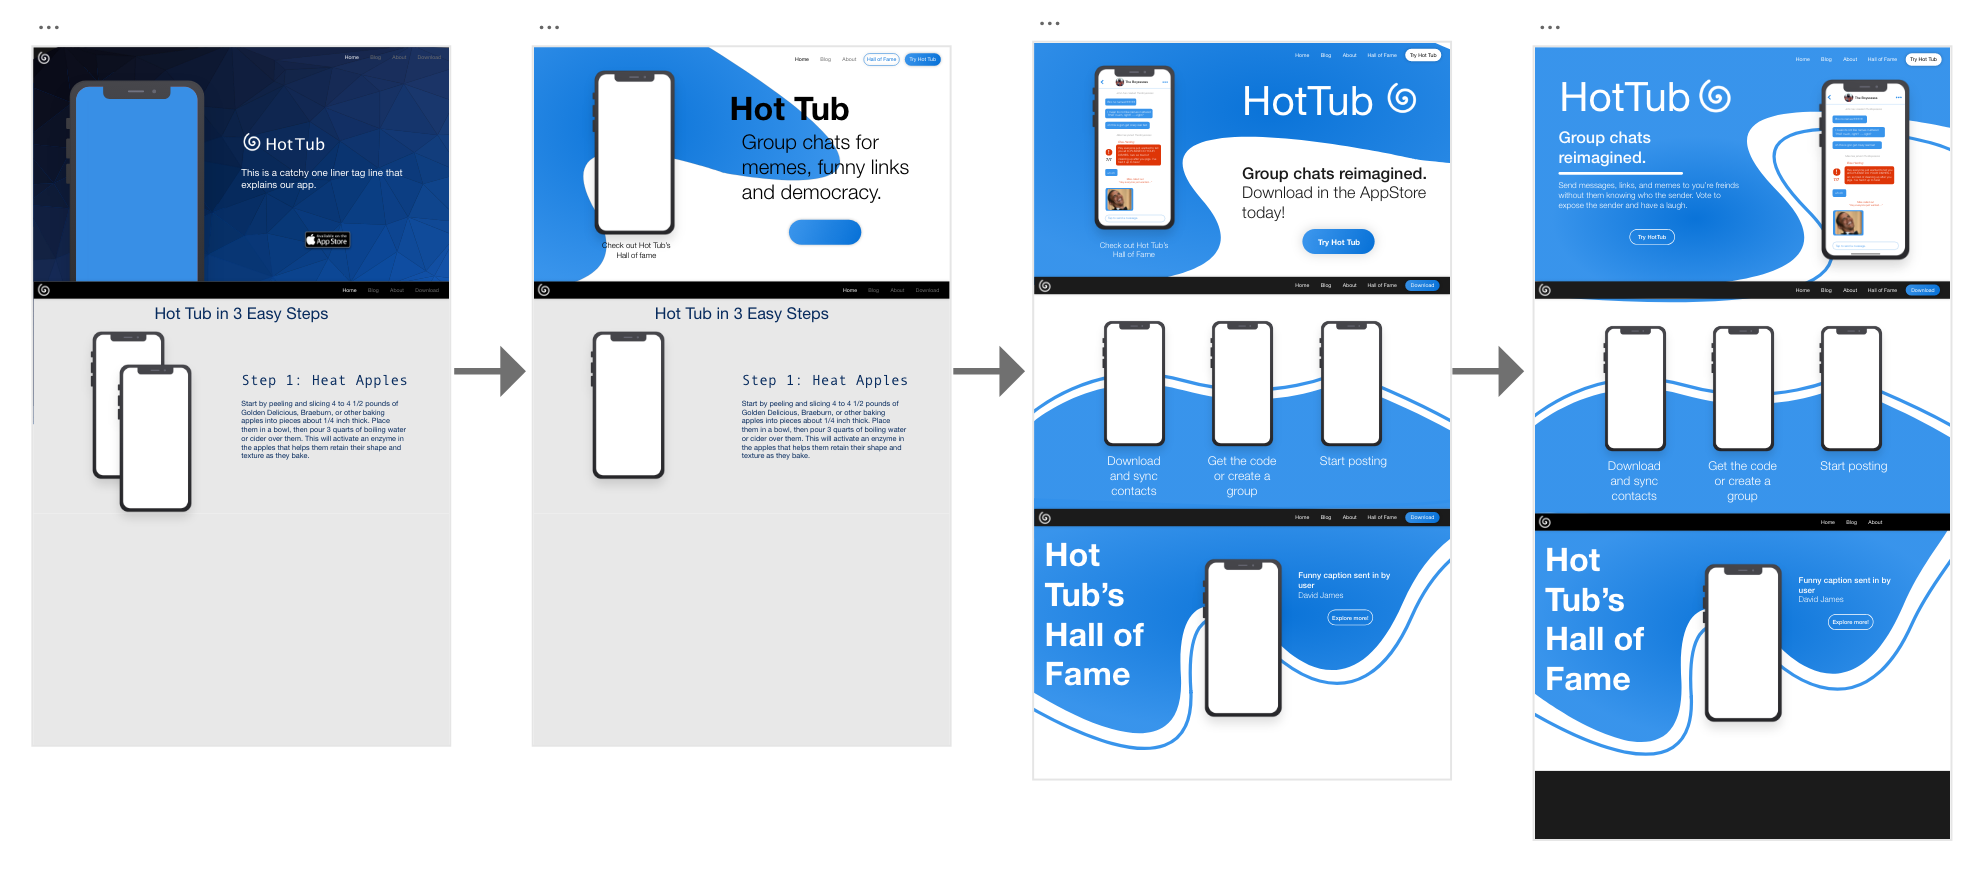 ...
Home Blog About Download
HotTub
This is a catchy one liner tag line that
explains our app.
Available on the
App Store
Home Blog About Download
Hot Tub in 3 Easy Steps
Step 1: Heat Apples
Start by peeling and slicing 4 to 4 1/2 pounds of
Golden Delicious, Braeburn, or other baking
apples into pieces about 1/4 inch thick. Place
them in a bowl, then pour 3 quarts of boiling water
or cider over them. This will activate an enzyme in
the apples that helps them retain their shape and
texture as they bake.
...
Home Blog About Hall of Fame Try Hot Tub
Hot Tub
Group chats for
memes, funny links
and democracy.
Check out Hot Tub's
Hall of fame
Home Blog About Download
Hot Tub in 3 Easy Steps
Step 1: Heat Apples
Start by peeling and slicing 4 to 4 1/2 pounds of
Golden Delicious, Braeburn, or other baking
apples into pieces about 1/4 inch thick. Place
them in a bowl, then pour 3 quarts of boiling water
or cider over them. This will activate an enzyme in
the apples that helps them retain their shape and
texture as they bake.
...
Home Blog About Hall of Fame Try Hot Tub
HotTub
Group chats reimagined.
Download in the AppStore
today!
Try Hot Tub
Check out Hot Tub's
Hall of Fame
Home Blog About Hall of Fame Download
Download
and sync
contacts
Get the code
or create a
group
Start posting
Home Blog About Hall of Fame Download
Hot
Tub's
Hall of
Fame
Funny caption sent in by
user
David James
Explore more!
...
Home Blog About Hall of Fame Try Hot Tub
HotTub
Group chats
reimagined.
Send messages, links, and memes to you're freinds
without them knowing who the sender. Vote to
expose the sender and have a laugh.
Try HotTub
Home Blog About Hall of Fame Download
Download
and sync
contacts
Get the code
or create a
group
Start posting
Home Blog About
Hot
Tub's
Hall of
Fame
Funny caption sent in by
user
David James
Explore more!